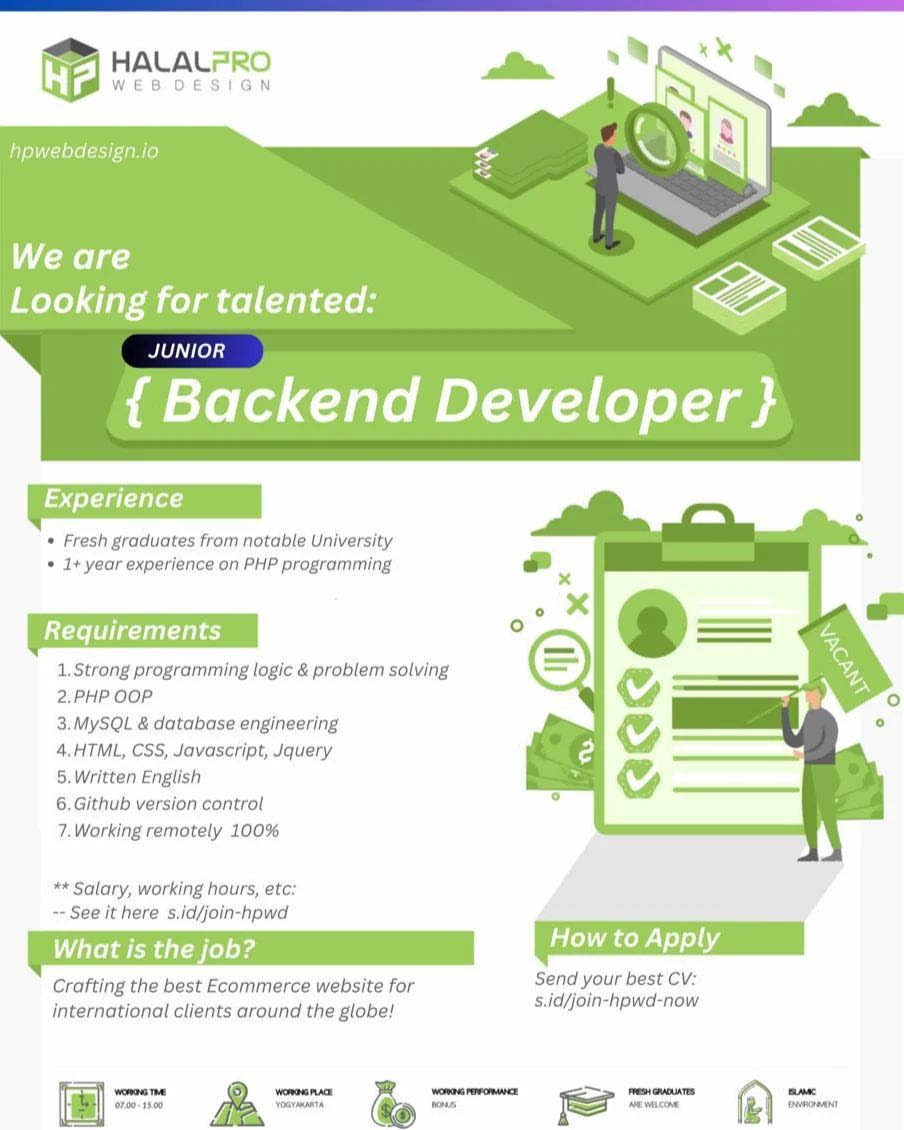 HALALPRO
WEB DESIGN
hpwebdesign.io
We are
Looking for talented:
JUNIOR
{ Backend Developer }
Experience
• Fresh graduates from notable University
• 1+ year experience on PHP programming
Requirements
1. Strong programming logic & problem solving
2. PHP OOP
3. MySQL & database engineering
4. HTML, CSS, Javascript, Jquery
5. Written English
6. Github version control
7. Working remotely 100%
** Salary, working hours, etc:
-- See it here s.id/join-hpwd
VACANT
What is the job?
Crafting the best Ecommerce website for
international clients around the globe!
How to Apply
Send your best CV:
s.id/join-hpwd-now
WORKING TIME
07.00 - 15.00
WORKING PLACE
YOGYAKARTA
WORKING PERFORMANCE
BONUS
FRESH GRADUATES
ARE WELCOME
ISLAMIC
ENVIRONMENT